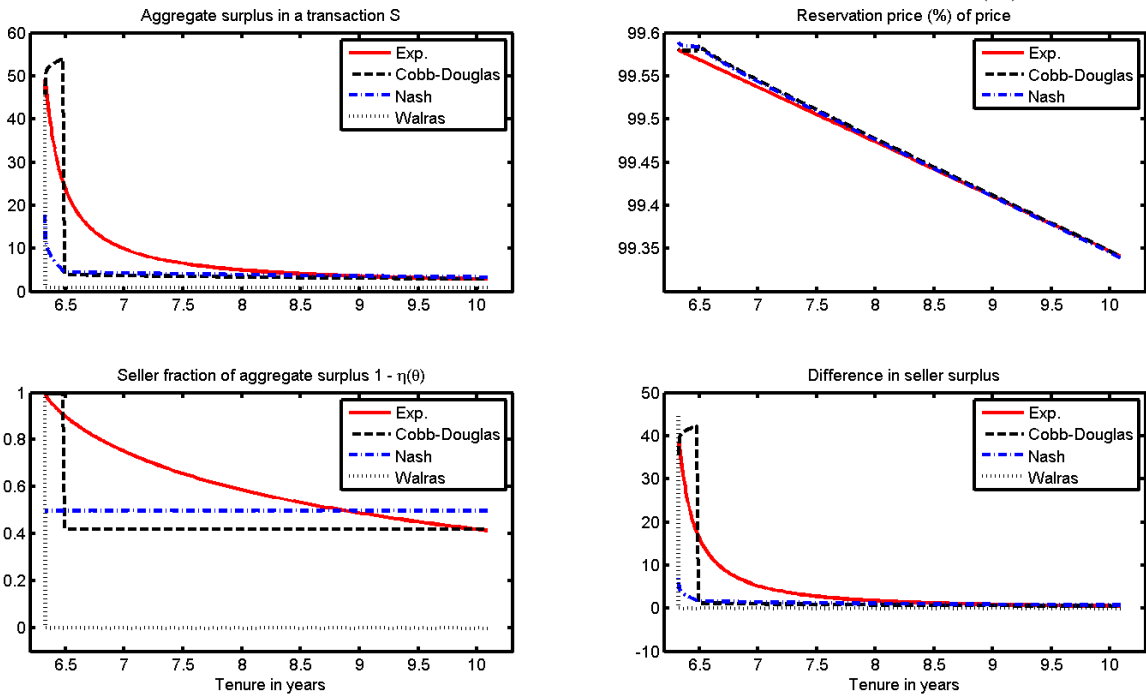 Aggregate surplus in a transaction S
60
50
40
30
20
10
0
6.5 7 7.5 8 8.5 9 9.5 10
Exp.
Cobb-Douglas
Nash
Walras
Reservation price (%) of price
99.6
99.55
99.5
99.45
99.4
99.35
6.5 7 7.5 8 8.5 9 9.5 10
Exp.
Cobb-Douglas
Nash
Seller fraction of aggregate surplus 1 - η(θ)
1
0.8
0.6
0.4
0.2
0
6.5 7 7.5 8 8.5 9 9.5 10
Tenure in years
Exp.
Cobb-Douglas
Nash
Walras
Difference in seller surplus
50
40
30
20
10
0
-10
6.5 7 7.5 8 8.5 9 9.5 10
Tenure in years
Exp.
Cobb-Douglas
Nash
Walras